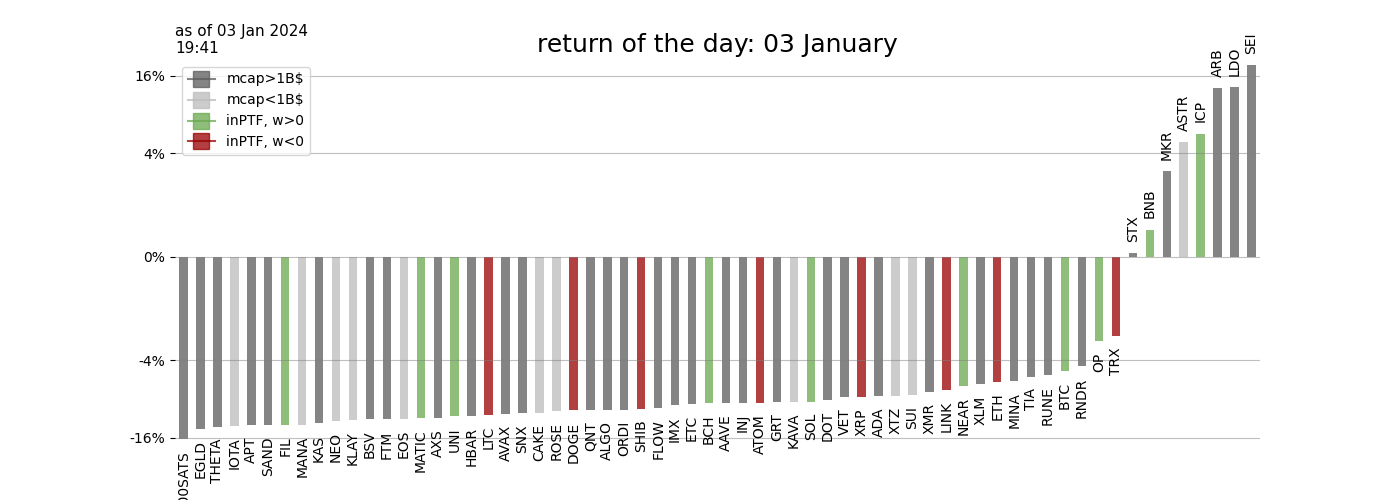 as of 03 Jan 2024
19:41
return of the day: 03 January
mcap>1B$
mcap<1B$
inPTF, w>0
inPTF, w<0
16%
4%
0%
-4%
-16%
00SATS
EGLD
THETA
IOTA
APT
SAND
FIL
MANA
KAS
NEO
KLAY
BSV
FTM
EOS
MATIC
AXS
UNI
HBAR
LTC
AVAX
SNX
CAKE
ROSE
DOGE
QNT
ALGO
ORDI
SHIB
FLOW
IMX
ETC
BCH
AAVE
INJ
ATOM
GRT
KAVA
SOL
DOT
VET
XRP
ADA
XTZ
SUI
XMR
LINK
NEAR
XLM
ETH
MINA
TIA
RUNE
BTC
RNDR
OP
TRX
STX
BNB
MKR
ASTR
ICP
ARB
LDO
SEI